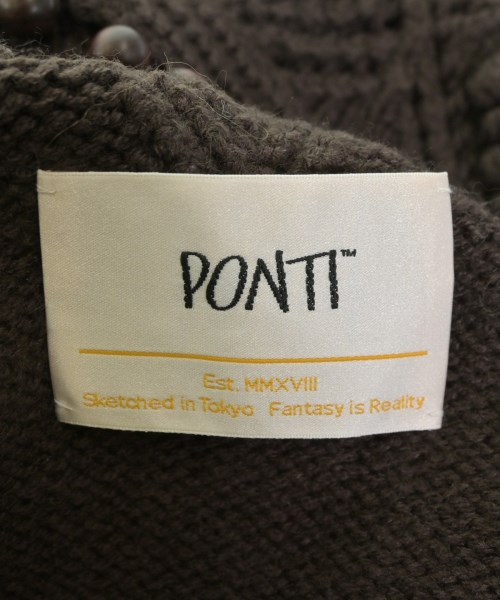 PONTI™
Est. MMXVIII
Sketched in Tokyo Fantasy is Reality